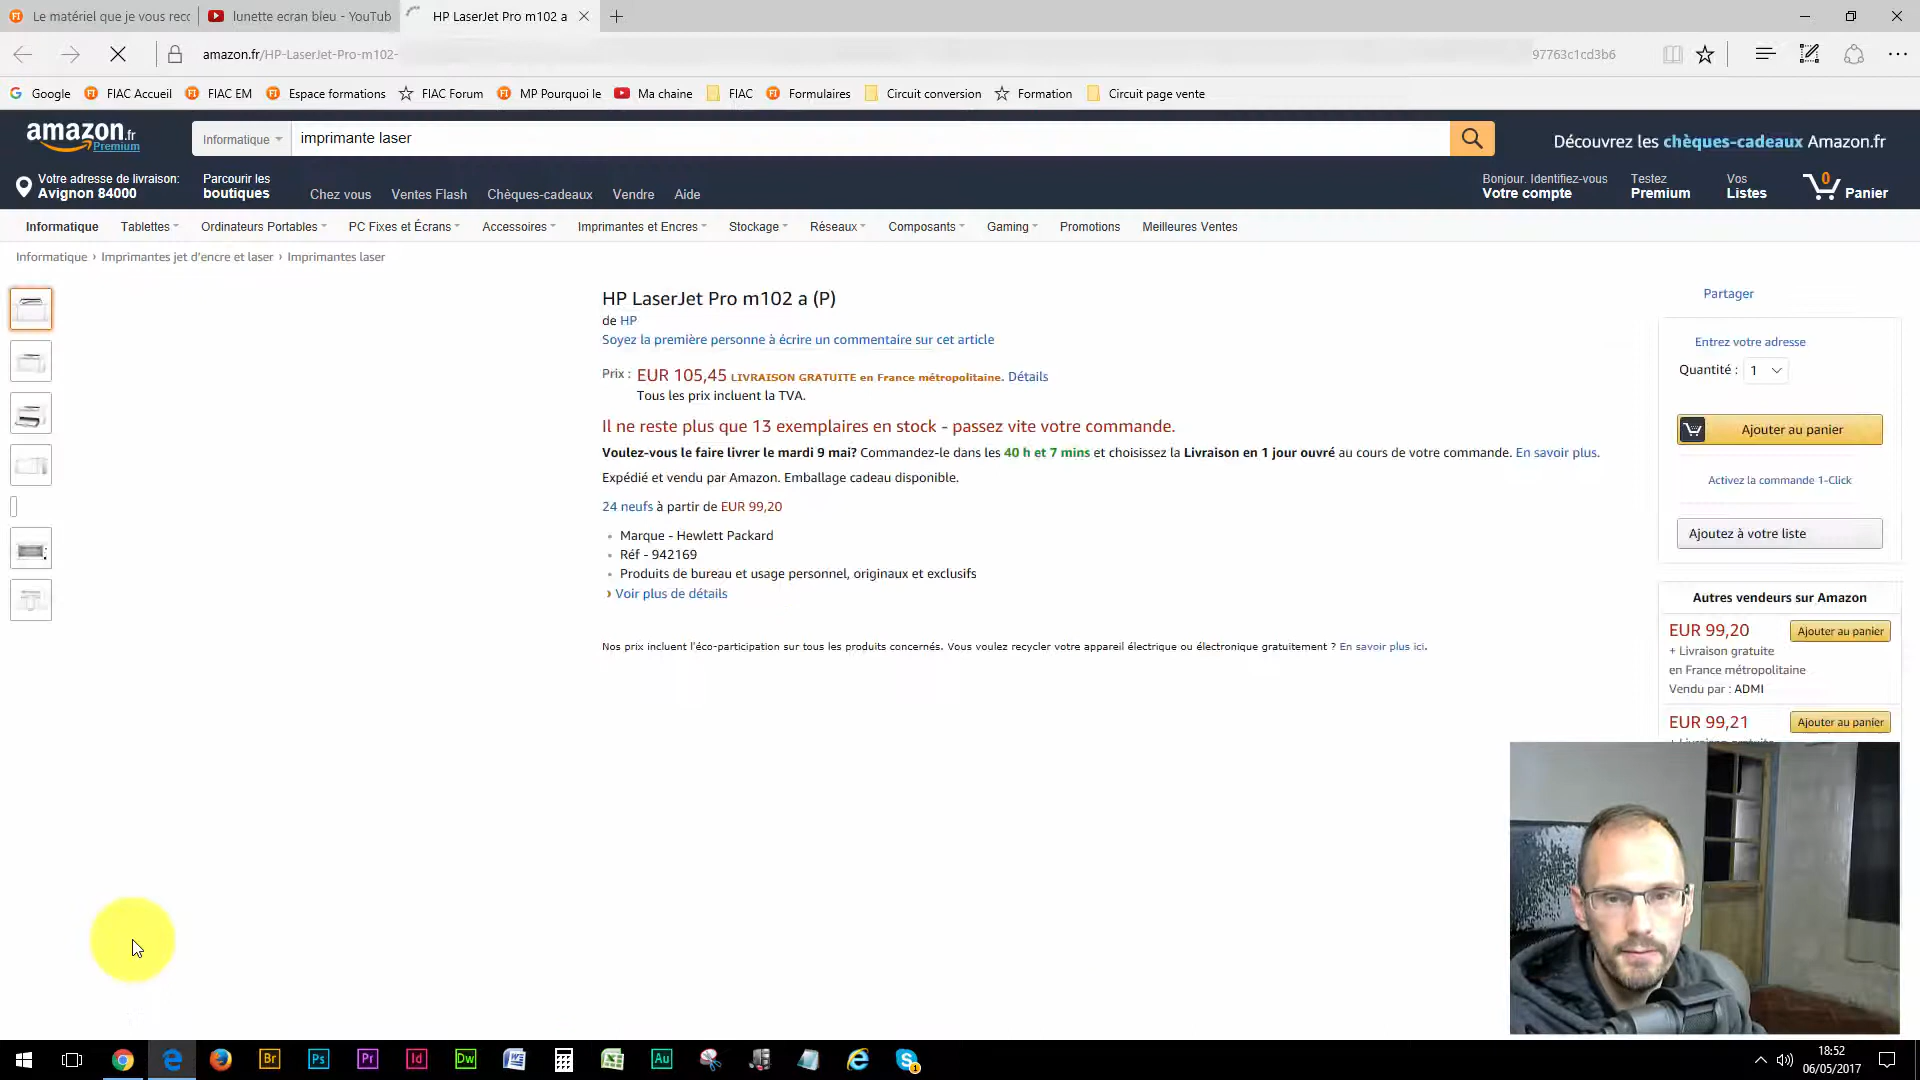 Le matériel que je vous reco
lunette ecran bleu - YouTub
HP LaserJet Pro m102 a
amazon.fr/HP-LaserJet-Pro-m102-
97763c1cd3b6
Google
FIAC Accueil
FIAC EM
Espace formations
FIAC Forum
MP Pourquoi le
Ma chaine
FIAC
Formulaires
Circuit conversion
Formation
Circuit page vente
amazon.fr
Premium
Informatique
imprimante laser
Découvrez les chèques-cadeaux Amazon.fr
Votre adresse de livraison:
Avignon 84000
Parcourir les
boutiques
Chez vous
Ventes Flash
Chèques-cadeaux
Vendre
Aide
Bonjour. Identifiez-vous
Votre compte
Testez
Premium
Vos
Listes
0
Panier
Informatique
Tablettes
Ordinateurs Portables
PC Fixes et Écrans
Accessoires
Imprimantes et Encres
Stockage
Réseaux
Composants
Gaming
Promotions
Meilleures Ventes
Informatique › Imprimantes jet d'encre et laser › Imprimantes laser
HP LaserJet Pro m102 a (P)
de HP
Soyez la première personne à écrire un commentaire sur cet article
Prix : EUR 105,45 LIVRAISON GRATUITE en France métropolitaine. Détails
Tous les prix incluent la TVA.
Il ne reste plus que 13 exemplaires en stock - passez vite votre commande.
Voulez-vous le faire livrer le mardi 9 mai? Commandez-le dans les 40 h et 7 mins et choisissez la Livraison en 1 jour ouvré au cours de votre commande. En savoir plus.
Expédié et vendu par Amazon. Emballage cadeau disponible.
24 neufs à partir de EUR 99,20
Marque - Hewlett Packard
Réf - 942169
Produits de bureau et usage personnel, originaux et exclusifs
› Voir plus de détails
Nos prix incluent l'éco-participation sur tous les produits concernés. Vous voulez recycler votre appareil électrique ou électronique gratuitement ? En savoir plus ici.
Partager
Entrez votre adresse
Quantité : 1
Ajouter au panier
Activez la commande 1-Click
Ajoutez à votre liste
Autres vendeurs sur Amazon
EUR 99,20
Ajouter au panier
+ Livraison gratuite
en France métropolitaine
Vendu par : ADMI
EUR 99,21
Ajouter au panier
Br
Ps
Pr
Id
Dw
Au
1
18:52
06/05/2017